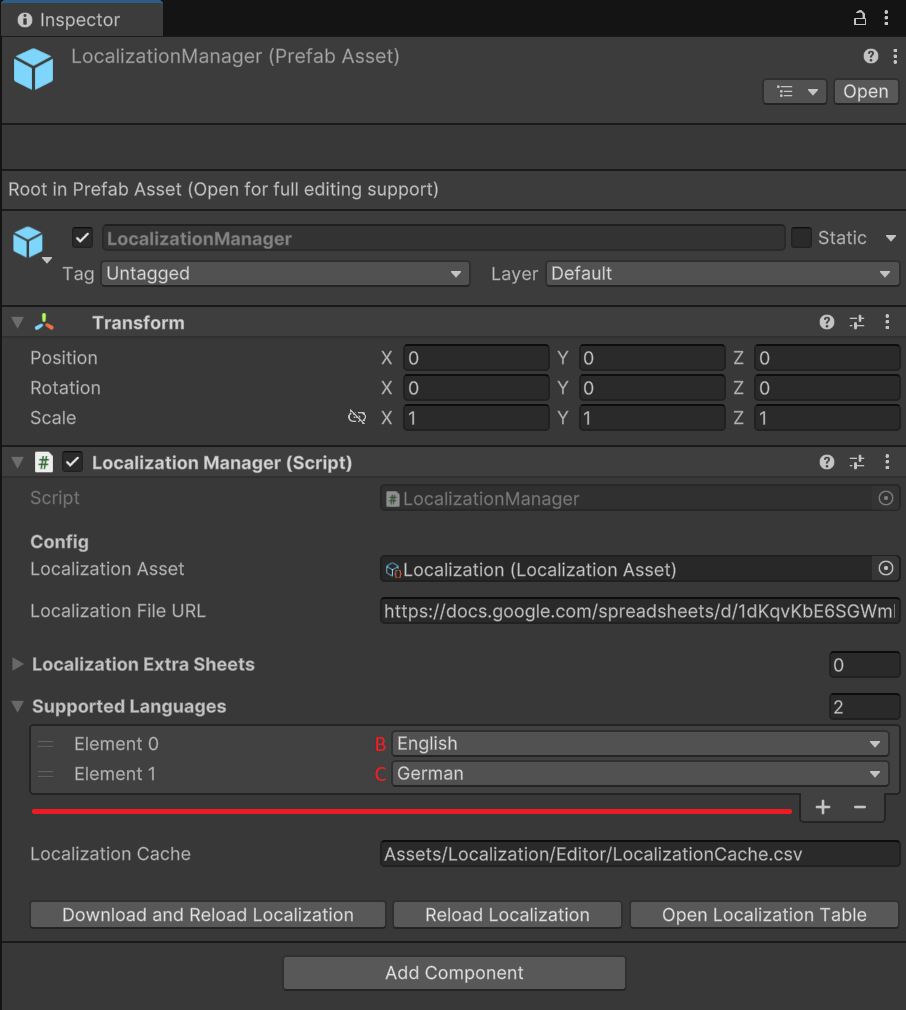 Inspector
LocalizationManager (Prefab Asset)
Open
Root in Prefab Asset (Open for full editing support)
LocalizationManager Static
Tag Untagged Layer Default
Transform
Position X 0 Y 0 Z 0
Rotation X 0 Y 0 Z 0
Scale X 1 Y 1 Z 1
# Localization Manager (Script)
Script # LocalizationManager
Config
Localization Asset Localization (Localization Asset)
Localization File URL https://docs.google.com/spreadsheets/d/1dKqvKbE6SGWm
Localization Extra Sheets 0
Supported Languages 2
Element 0 B English
Element 1 C German
+ −
Localization Cache Assets/Localization/Editor/LocalizationCache.csv
Download and Reload Localization Reload Localization Open Localization Table
Add Component